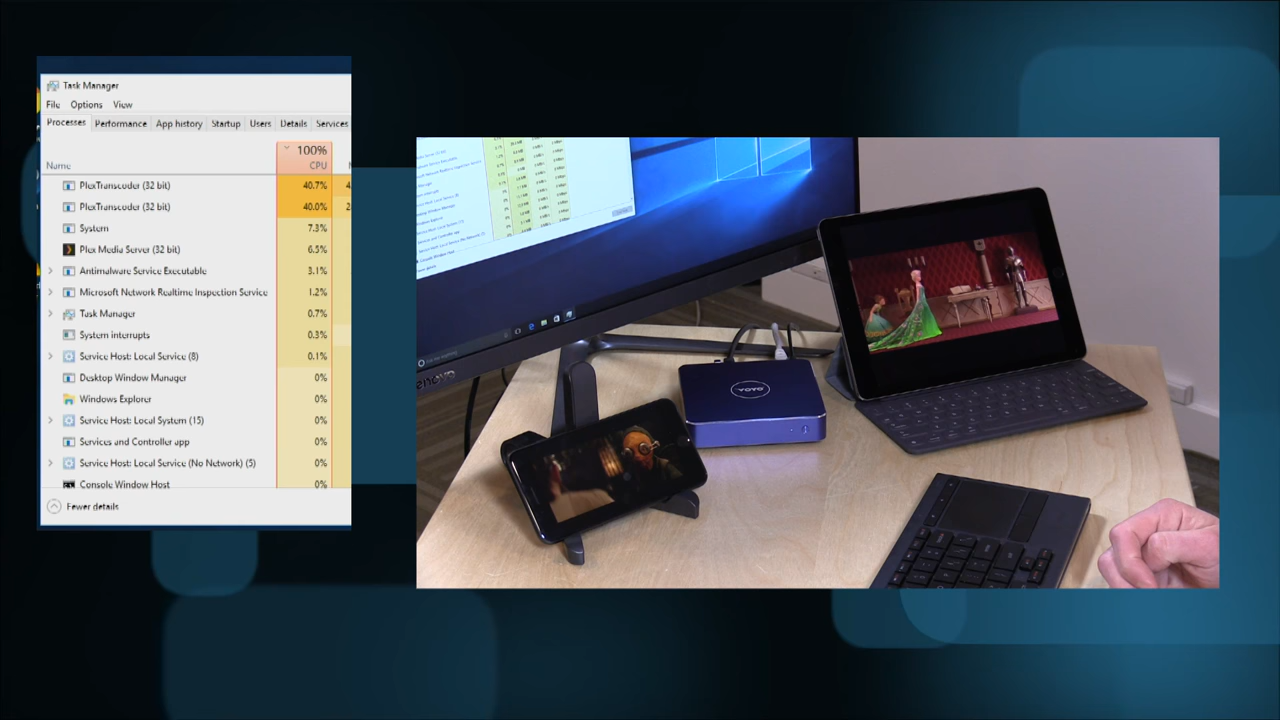 Task Manager
File Options View
Processes Performance App history Startup Users Details Services
100%
Name CPU
PlexTranscoder (32 bit) 40.7% 4
PlexTranscoder (32 bit) 40.0% 2
System 7.3%
Plex Media Server (32 bit) 6.5%
Antimalware Service Executable 3.1%
Microsoft Network Realtime Inspection Service 1.2%
Task Manager 0.7%
System interrupts 0.3%
Service Host: Local Service (8) 0.1%
Desktop Window Manager 0%
Windows Explorer 0%
Service Host: Local System (15) 0%
Services and Controller app 0%
Service Host: Local Service (No Network) (5) 0%
Console Window Host 0%
Fewer details
enovo
VOYO